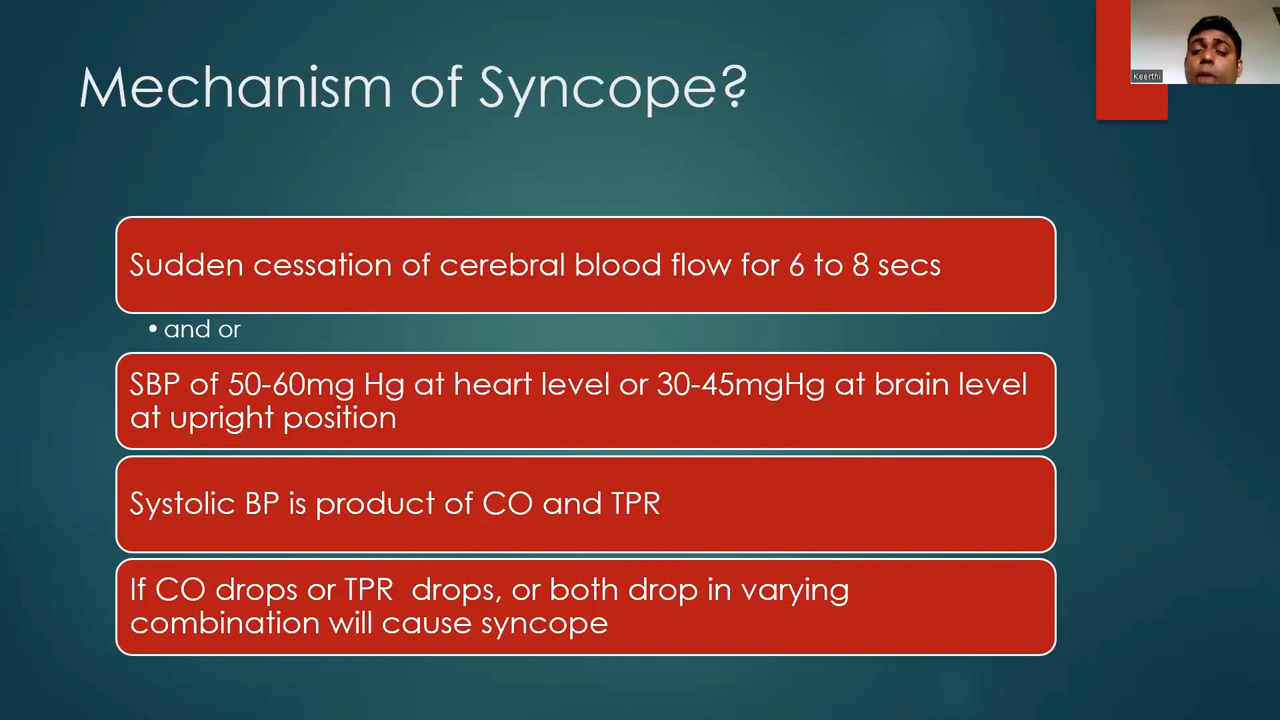 Mechanism of Syncope?
Keerthi
Sudden cessation of cerebral blood flow for 6 to 8 secs
• and or
SBP of 50-60mg Hg at heart level or 30-45mgHg at brain level
at upright position
Systolic BP is product of CO and TPR
If CO drops or TPR  drops, or both drop in varying
combination will cause syncope